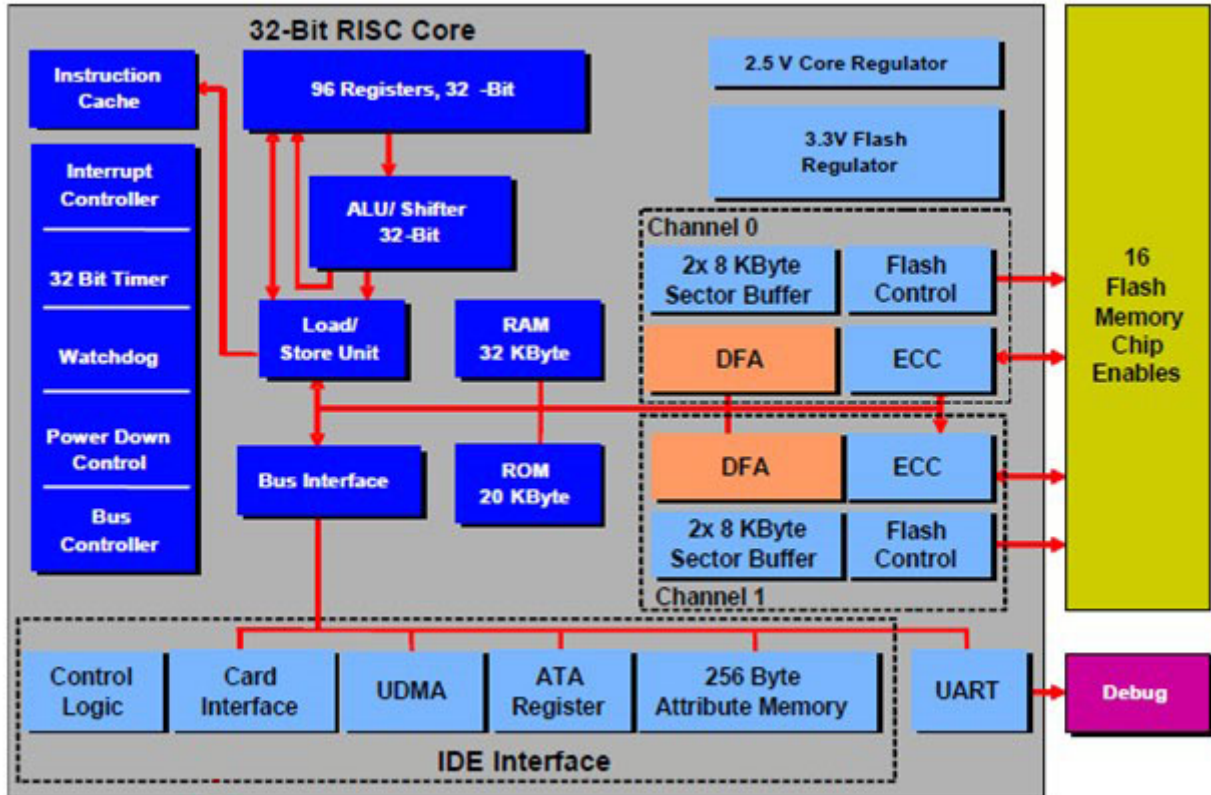 32-Bit RISC Core
Instruction
Cache
96 Registers, 32 -Bit
2.5 V Core Regulator
3.3V Flash
Regulator
Interrupt
Controller
32 Bit Timer
Watchdog
Power Down
Control
Bus
Controller
ALU/ Shifter
32-Bit
Load/
Store Unit
RAM
32 KByte
Bus Interface
ROM
20 KByte
Channel 0
2x 8 KByte
Sector Buffer
Flash
Control
DFA
ECC
DFA
ECC
2x 8 KByte
Sector Buffer
Flash
Control
Channel 1
16
Flash
Memory
Chip
Enables
Control
Logic
Card
Interface
UDMA
ATA
Register
256 Byte
Attribute Memory
UART
Debug
IDE Interface